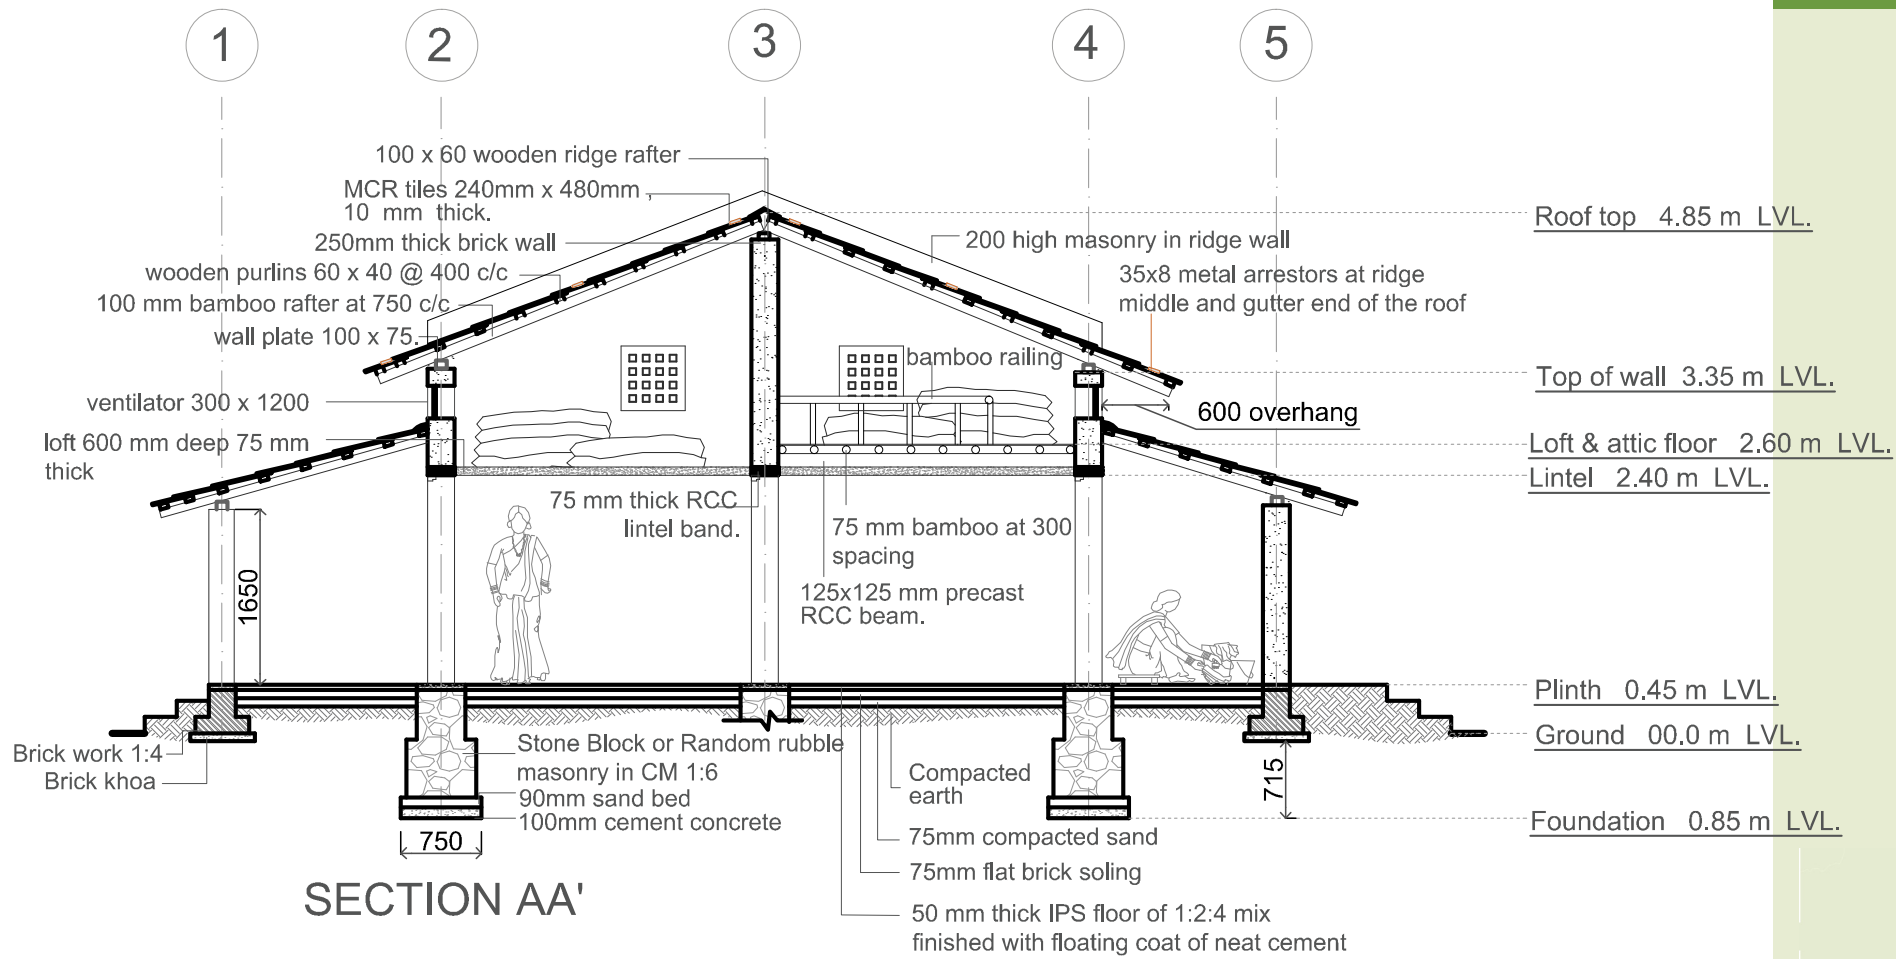 1
2
3
4
5
100 x 60 wooden ridge rafter
MCR tiles 240mm x 480mm ,
10 mm thick.
250mm thick brick wall
wooden purlins 60 x 40 @ 400 c/c
100 mm bamboo rafter at 750 c/c
wall plate 100 x 75.
ventilator 300 x 1200
loft 600 mm deep 75 mm
thick
200 high masonry in ridge wall
35x8 metal arrestors at ridge
middle and gutter end of the roof
bamboo railing
600 overhang
75 mm thick RCC
lintel band.
75 mm bamboo at 300
spacing
125x125 mm precast
RCC beam.
1650
Roof top 4.85 m LVL.
Top of wall 3.35 m LVL.
Loft & attic floor 2.60 m LVL.
Lintel 2.40 m LVL.
Plinth 0.45 m LVL.
Ground 00.0 m LVL.
Foundation 0.85 m LVL.
Brick work 1:4
Brick khoa
Stone Block or Random rubble
masonry in CM 1:6
90mm sand bed
100mm cement concrete
750
715
Compacted
earth
75mm compacted sand
75mm flat brick soling
50 mm thick IPS floor of 1:2:4 mix
finished with floating coat of neat cement
SECTION AA'